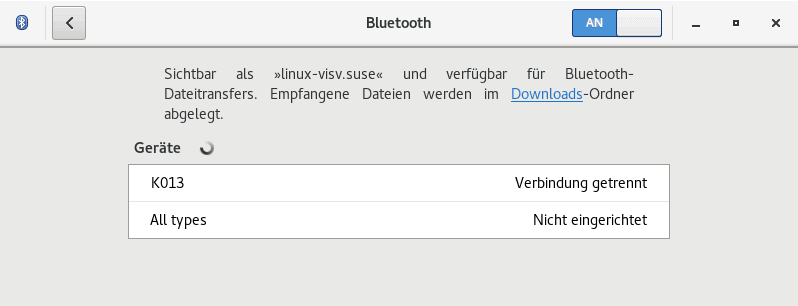 Bluetooth
AN
Sichtbar als »linux-visv.suse« und verfügbar für Bluetooth-
Dateitransfers. Empfangene Dateien werden im Downloads-Ordner
abgelegt.
Geräte
K013 Verbindung getrennt
All types Nicht eingerichtet